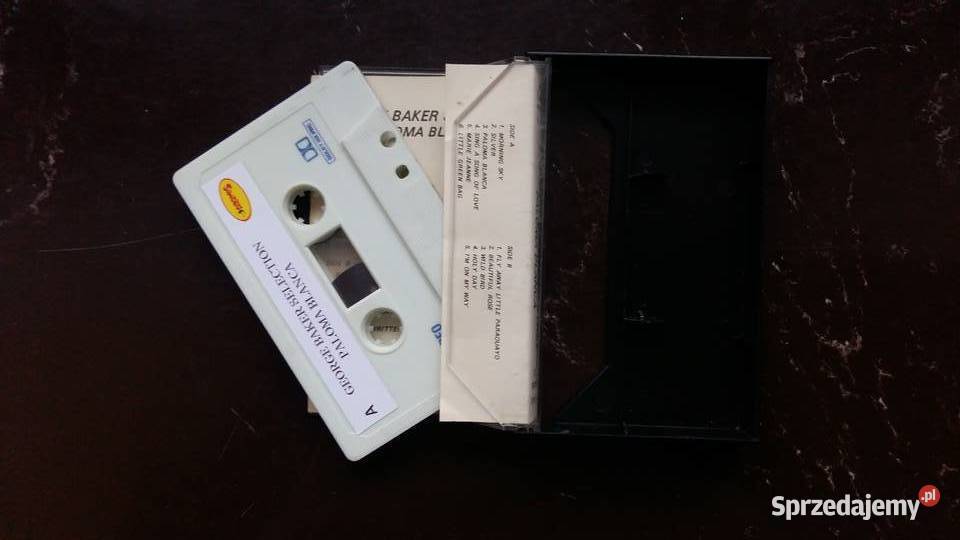 BAKER
OMA BL
SIDE A
1. MORNING SKY
2. SILVER
3. PALOMA BLANCA
4. SING A SONG OF LOVE
5. MARIE JEANNE
6. LITTLE GREEN BAG
SIDE B
1. FLY AWAY LITTLE PARAQUAYO
2. BEAUTIFUL ROSE
3. WILD BIRD
4. HOLY DAY
5. I'M ON MY WAY
A
GEORGE BAKER SELECTION
PALOMA BLANCA
A
Sprzedajemy.pl